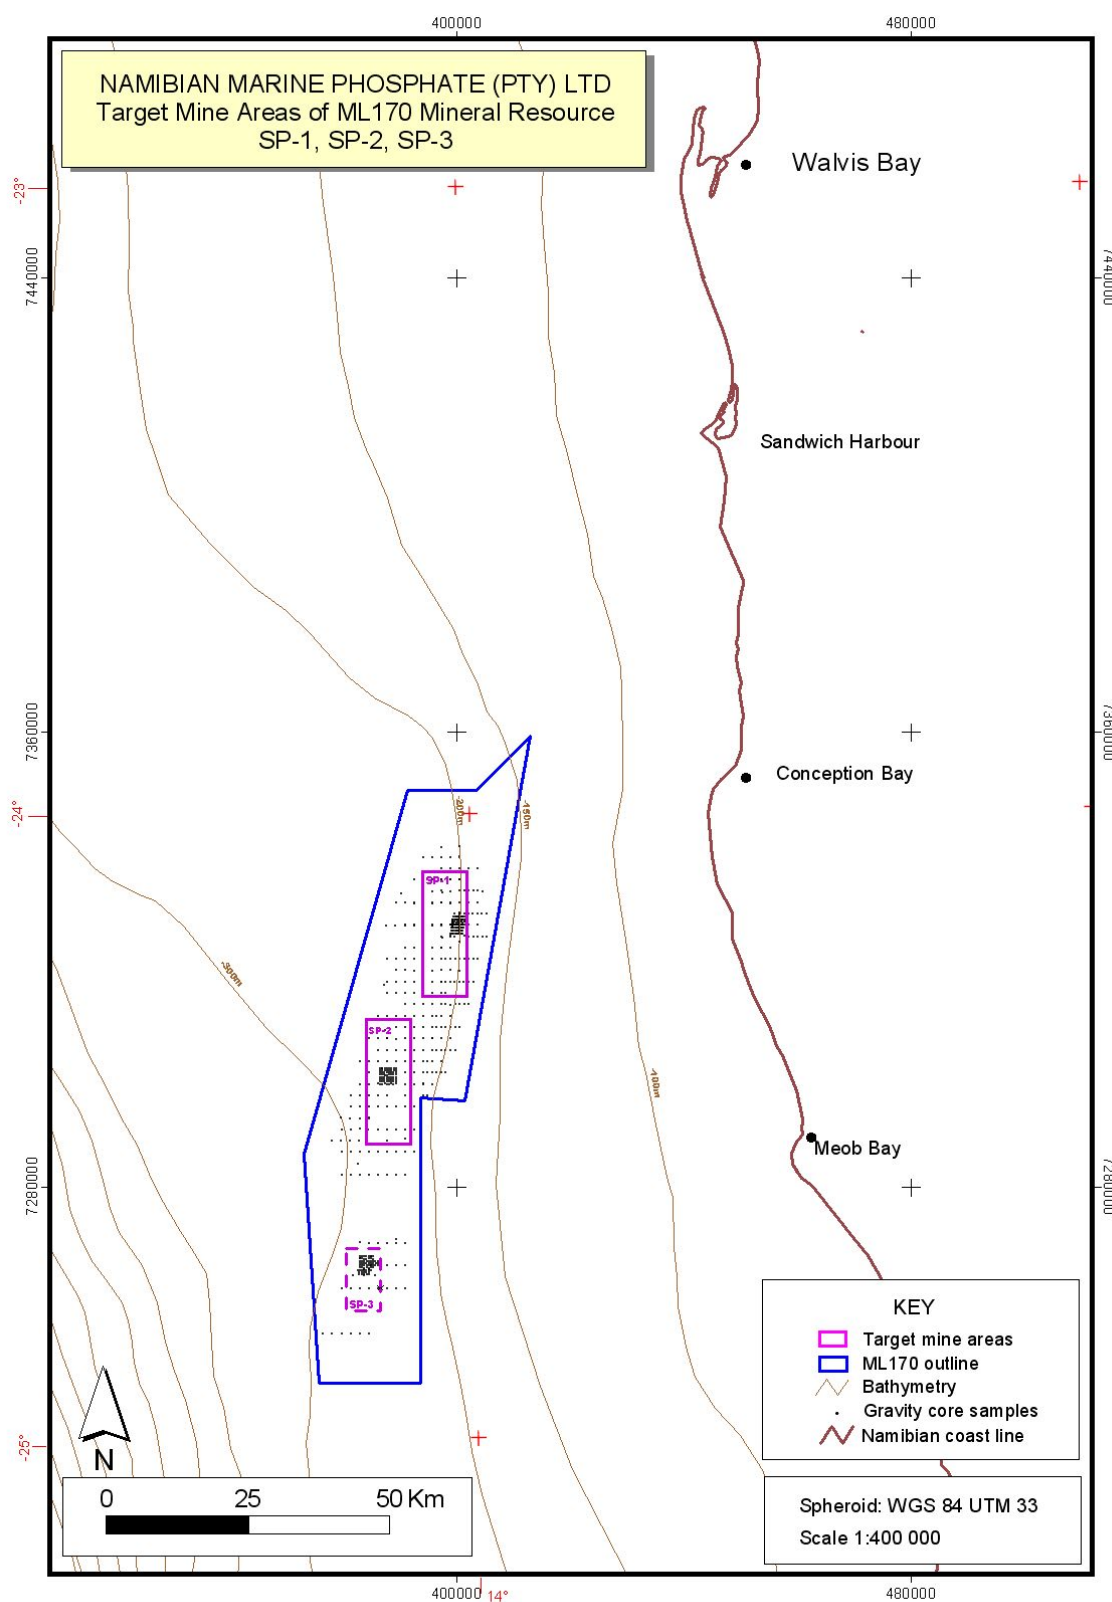 400000
480000
NAMIBIAN MARINE PHOSPHATE (PTY) LTD
Target Mine Areas of ML170 Mineral Resource
SP-1, SP-2, SP-3
Walvis Bay
-23°
7440000
7440000
Sandwich Harbour
7360000
7360000
Conception Bay
-24°
-200m
-150m
SP-1
-300m
SP-2
-100m
Meob Bay
7280000
7280000
SP-3
KEY
Target mine areas
ML170 outline
Bathymetry
Gravity core samples
Namibian coast line
N
-25°
0 25 50 Km
Spheroid: WGS 84 UTM 33
Scale 1:400 000
400000
14°
480000